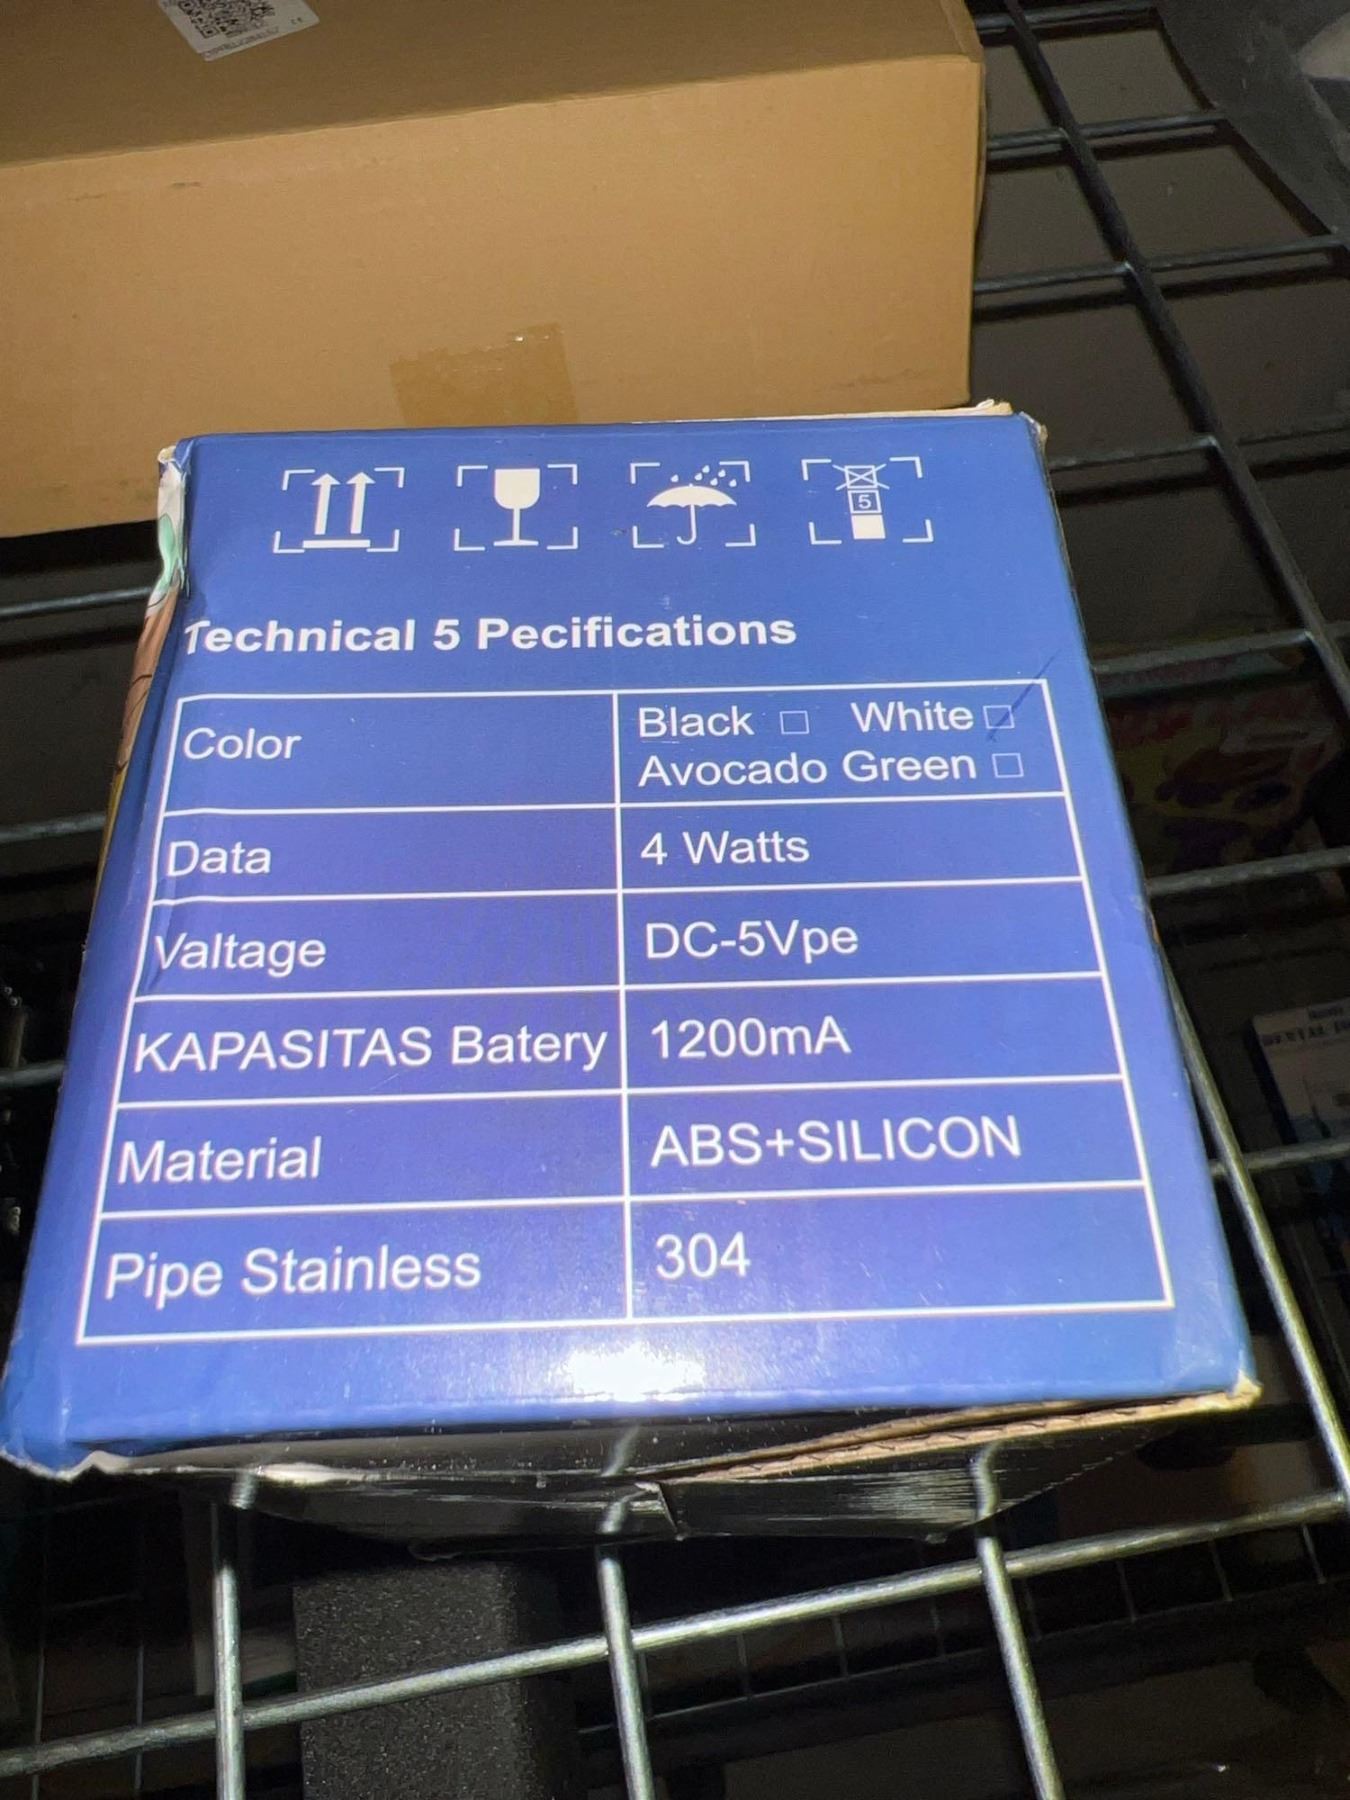 5
Technical 5 Pecifications
Color
Black □ White □
Avocado Green □
Data
4 Watts
Valtage
DC-5Vpe
KAPASITAS Batery
1200mA
Material
ABS+SILICON
Pipe Stainless
304